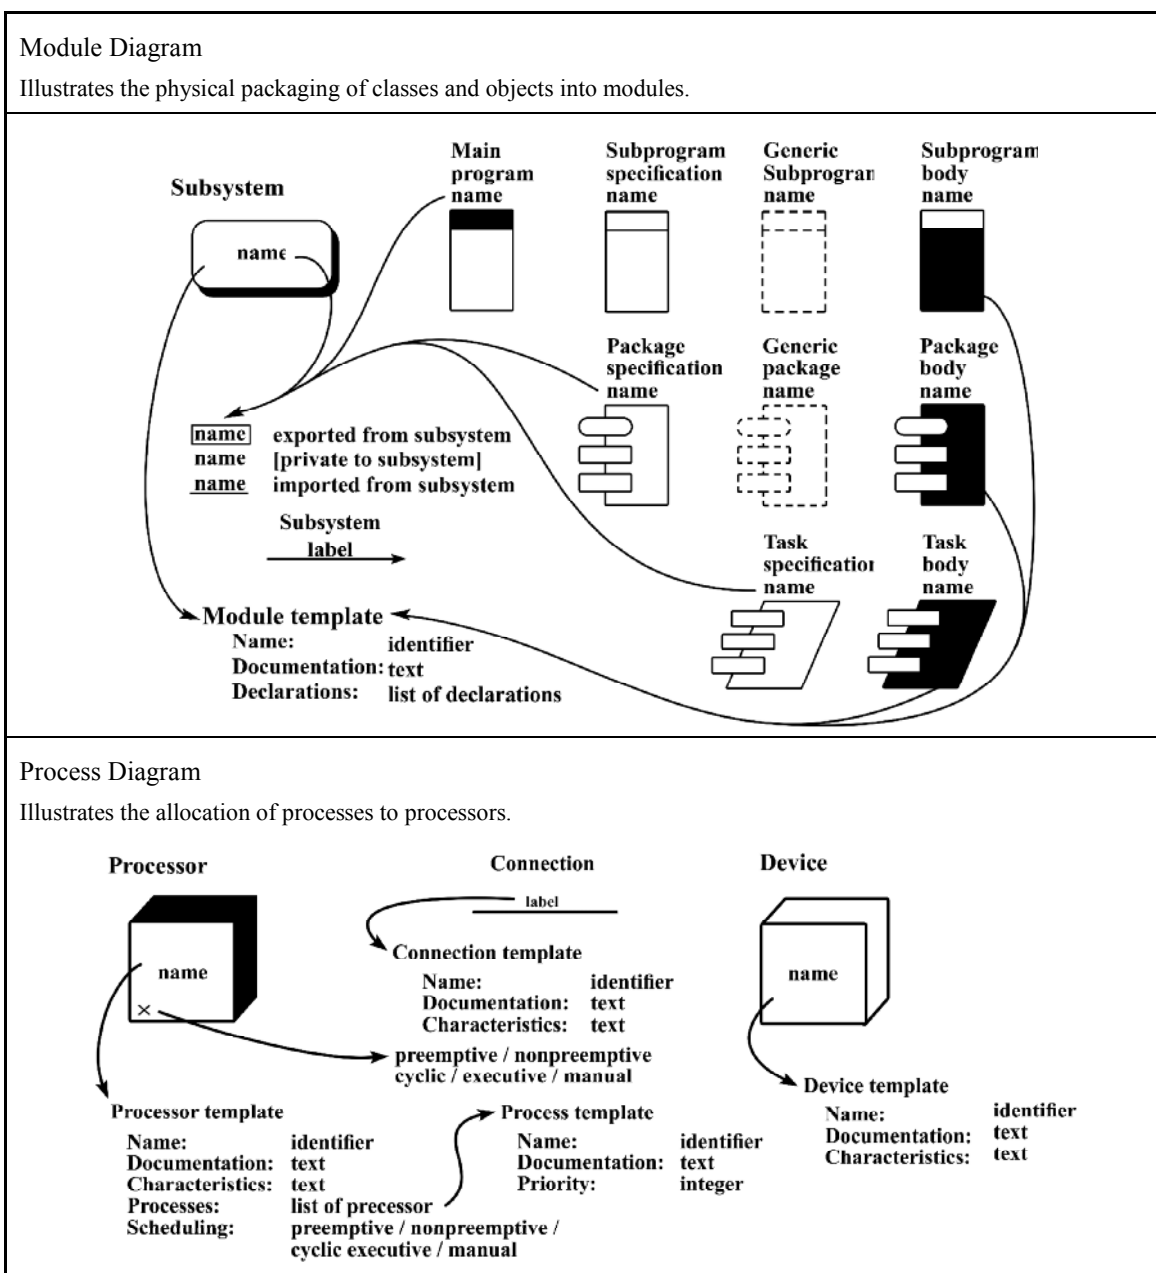 Module Diagram
Illustrates the physical packaging of classes and objects into modules.
Subsystem
name
Main
program
name
Subprogram
specification
name
Generic
Subprogram
name
Subprogram
body
name
Package
specification
name
Generic
package
name
Package
body
name
name exported from subsystem
name [private to subsystem]
name imported from subsystem
Subsystem
label
Task
specification
name
Task
body
name
Module template
Name: identifier
Documentation: text
Declarations: list of declarations
Process Diagram
Illustrates the allocation of processes to processors.
Processor
name
Connection
label
Connection template
Name: identifier
Documentation: text
Characteristics: text
preemptive / nonpreemptive
cyclic / executive / manual
Device
name
Device template
Name: identifier
Documentation: text
Characteristics: text
Processor template
Name: identifier
Documentation: text
Characteristics: text
Processes: list of precessor
Scheduling: preemptive / nonpreemptive /
cyclic executive / manual
Process template
Name: identifier
Documentation: text
Priority: integer